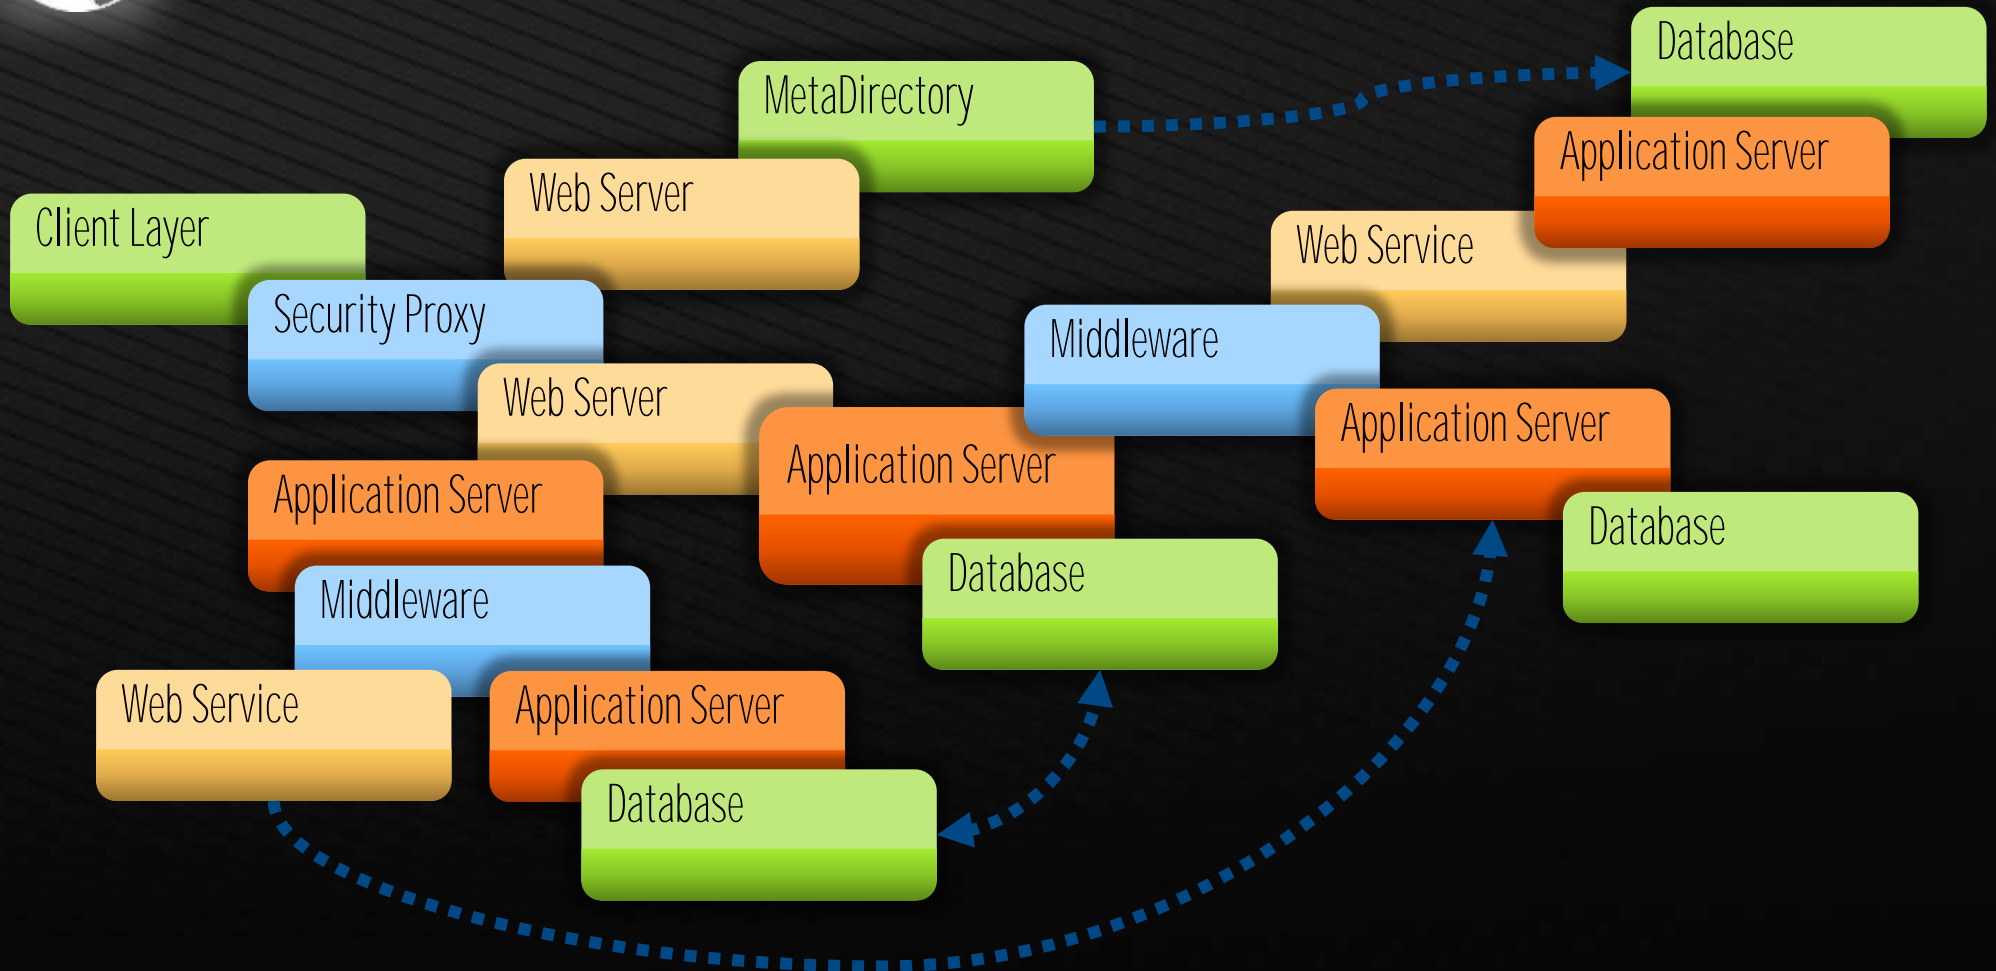 Database
MetaDirectory
Application Server
Web Server
Client Layer
Web Service
Security Proxy
Middleware
Web Server
Application Server
Application Server
Application Server
Database
Database
Middleware
Web Service
Application Server
Database